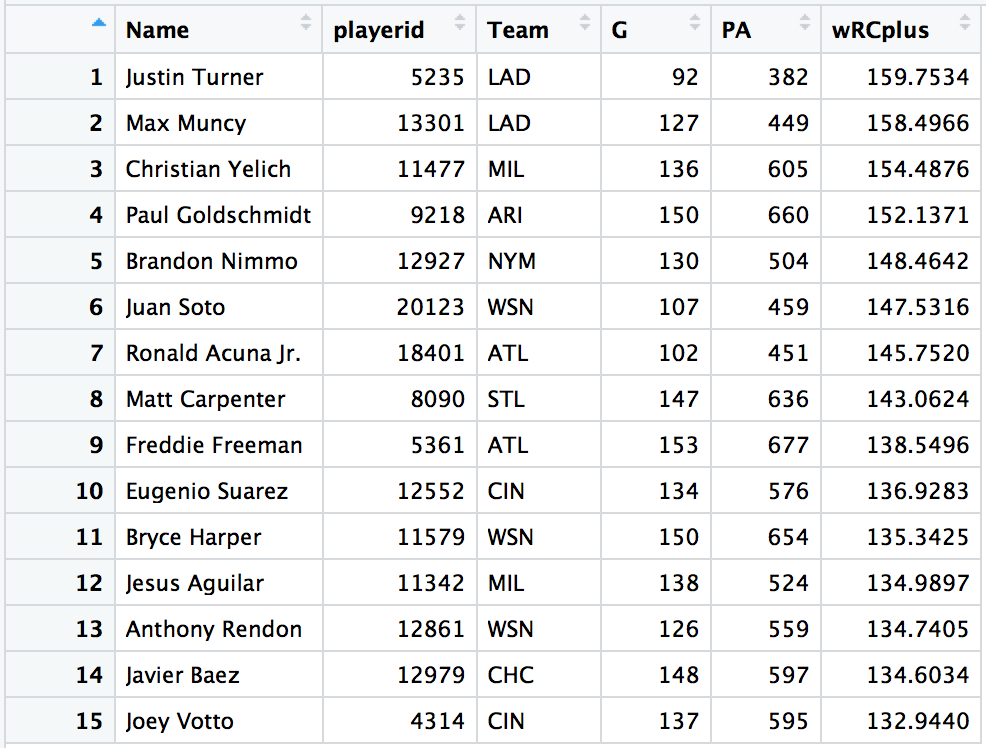 Name playerid Team G PA wRCplus
1 Justin Turner 5235 LAD 92 382 159.7534
2 Max Muncy 13301 LAD 127 449 158.4966
3 Christian Yelich 11477 MIL 136 605 154.4876
4 Paul Goldschmidt 9218 ARI 150 660 152.1371
5 Brandon Nimmo 12927 NYM 130 504 148.4642
6 Juan Soto 20123 WSN 107 459 147.5316
7 Ronald Acuna Jr. 18401 ATL 102 451 145.7520
8 Matt Carpenter 8090 STL 147 636 143.0624
9 Freddie Freeman 5361 ATL 153 677 138.5496
10 Eugenio Suarez 12552 CIN 134 576 136.9283
11 Bryce Harper 11579 WSN 150 654 135.3425
12 Jesus Aguilar 11342 MIL 138 524 134.9897
13 Anthony Rendon 12861 WSN 126 559 134.7405
14 Javier Baez 12979 CHC 148 597 134.6034
15 Joey Votto 4314 CIN 137 595 132.9440